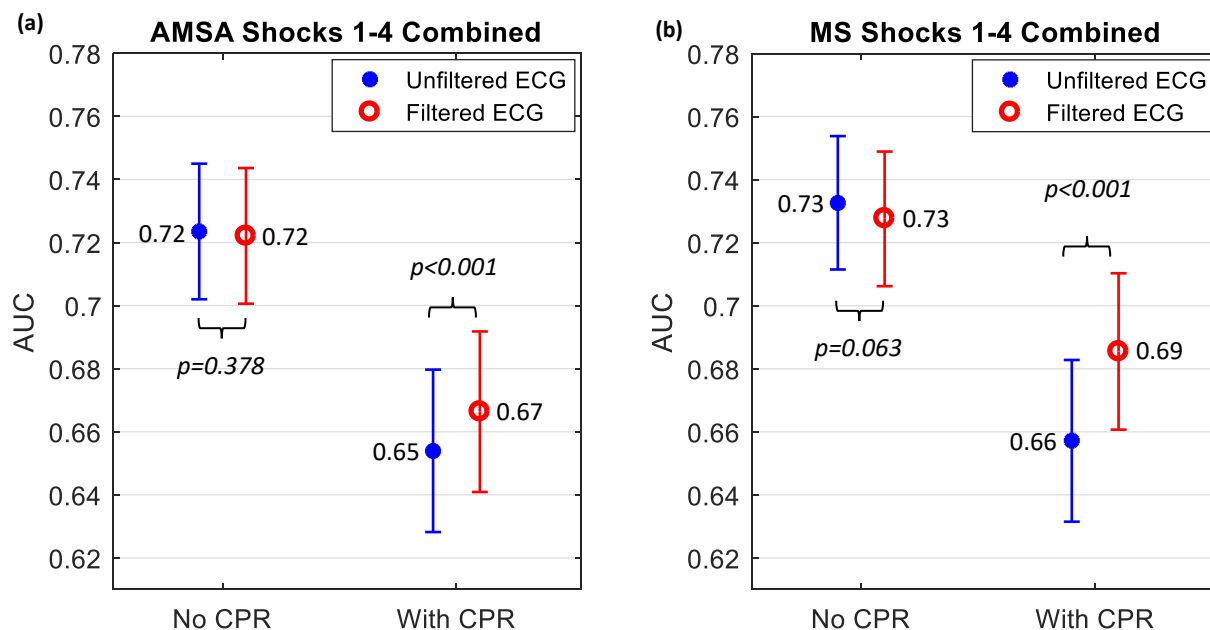 (a)
AMSA Shocks 1-4 Combined
Unfiltered ECG
Filtered ECG
AUC
0.78
0.76
0.74
0.72
0.7
0.68
0.66
0.64
0.62
0.72
0.72
p=0.378
p<0.001
0.65
0.67
No CPR
With CPR
(b)
MS Shocks 1-4 Combined
Unfiltered ECG
Filtered ECG
AUC
0.78
0.76
0.74
0.72
0.7
0.68
0.66
0.64
0.62
0.73
0.73
p=0.063
p<0.001
0.66
0.69
No CPR
With CPR